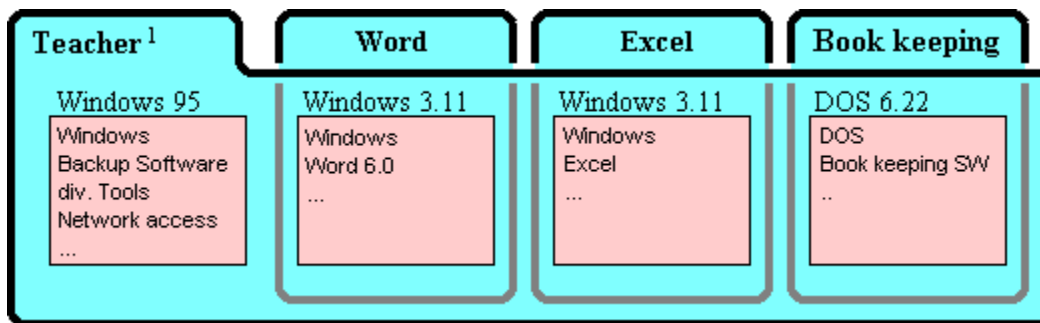 Teacher 1
Word
Excel
Book keeping
Windows 95
Windows
Backup Software
div. Tools
Network access
...
Windows 3.11
Windows
Word 6.0
...
Windows 3.11
Windows
Excel
...
DOS 6.22
DOS
Book keeping SW
..